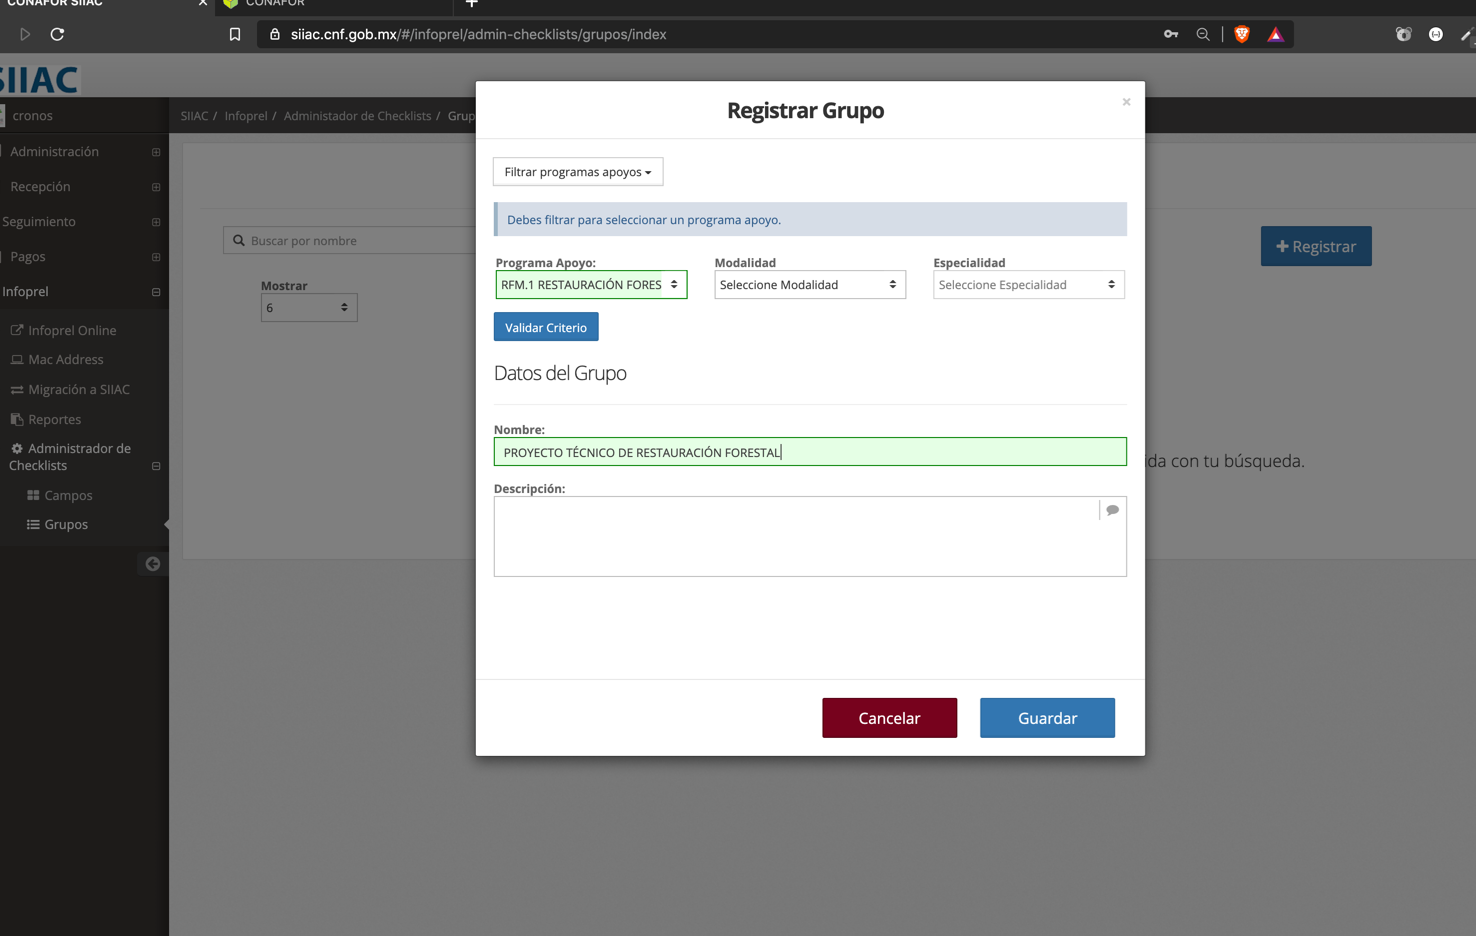 CONAFOR SIIAC
CONAFOR
siiac.cnf.gob.mx/#/infoprel/admin-checklists/grupos/index
SIIAC
cronos
SIIAC / Infoprel / Administador de Checklists / Grup
Administración
Recepción
Seguimiento
Pagos
Infoprel
Infoprel Online
Mac Address
Migración a SIIAC
Reportes
Administrador de
Checklists
Campos
Grupos
Buscar por nombre
Mostrar
6
Registrar
ida con tu búsqueda.
Registrar Grupo
×
Filtrar programas apoyos
Debes filtrar para seleccionar un programa apoyo.
Programa Apoyo: Modalidad Especialidad
RFM.1 RESTAURACIÓN FORES Seleccione Modalidad Seleccione Especialidad
Validar Criterio
Datos del Grupo
Nombre:
PROYECTO TÉCNICO DE RESTAURACIÓN FORESTAL
Descripción:
Cancelar Guardar